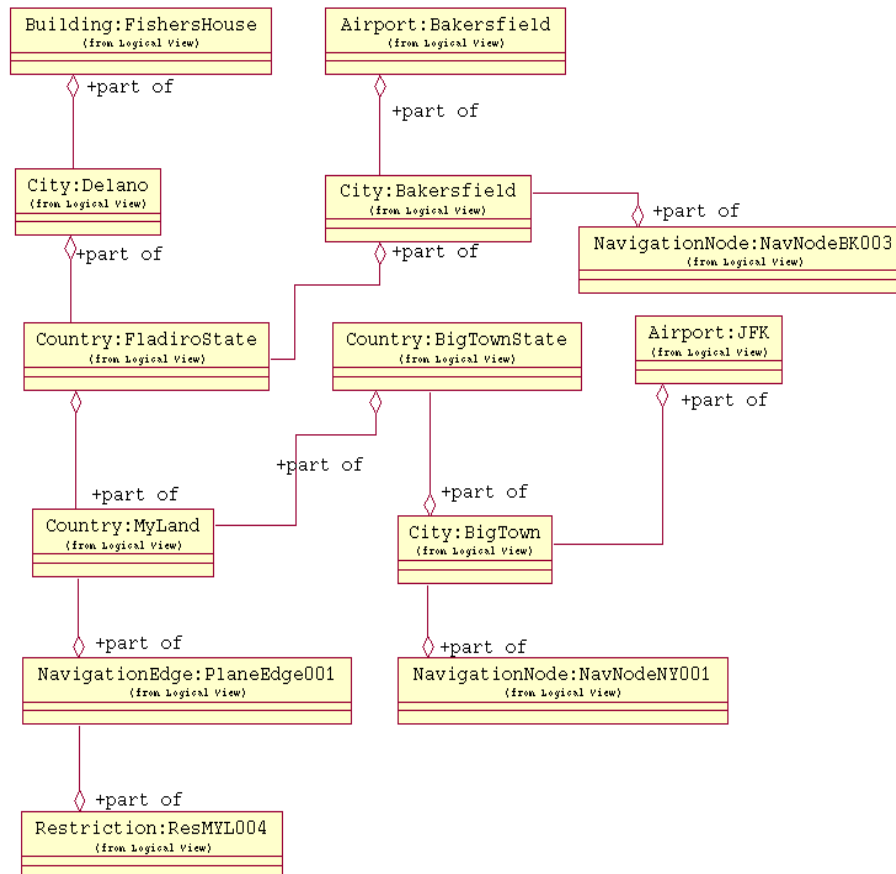 Building:FishersHouse
(from Logical View)
Airport:Bakersfield
(from Logical View)
+part of
+part of
City:Delano
(from Logical View)
City:Bakersfield
(from Logical View)
+part of
+part of
+part of
NavigationNode:NavNodeBK003
(from Logical View)
Country:FladiroState
(from Logical View)
Country:BigTownState
(from Logical View)
Airport:JFK
(from Logical View)
+part of
+part of
+part of
+part of
Country:MyLand
(from Logical View)
City:BigTown
(from Logical View)
+part of
+part of
NavigationEdge:PlaneEdge001
(from Logical View)
NavigationNode:NavNodeNY001
(from Logical View)
+part of
Restriction:ResMYL004
(from Logical View)